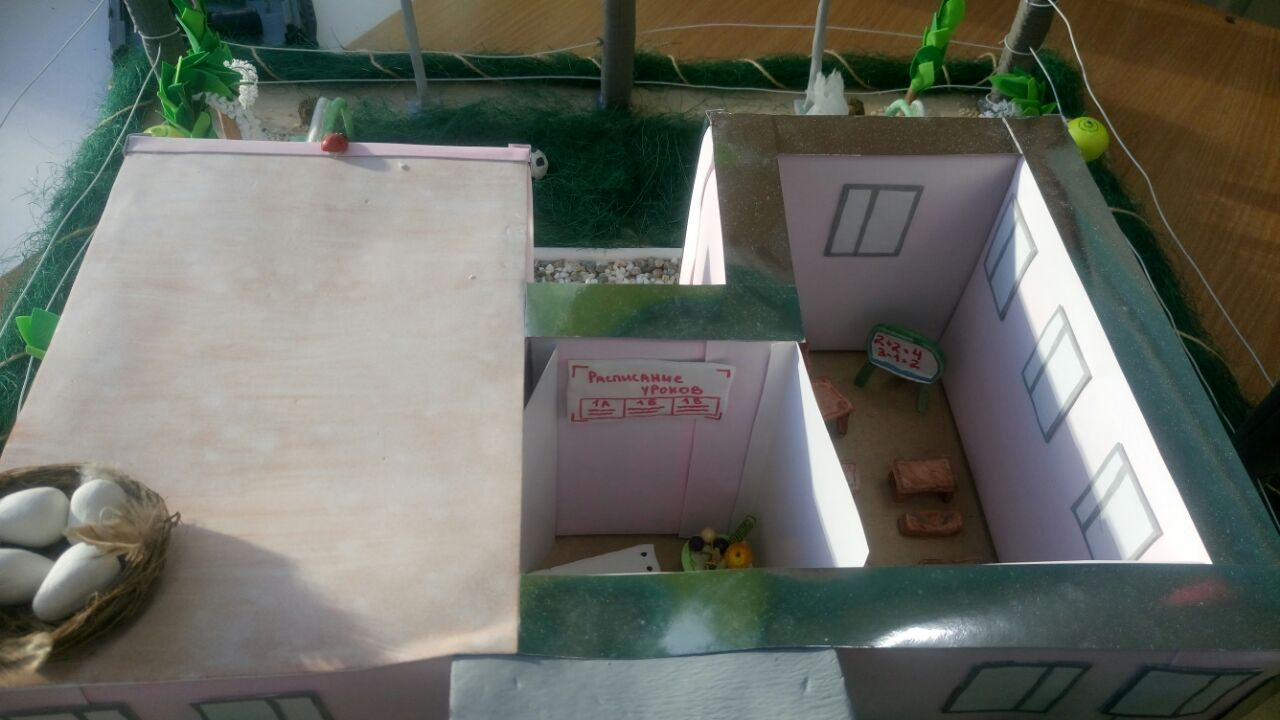 Расписание
уроков
1А 1Б 1В
2+2=4
3-1=2